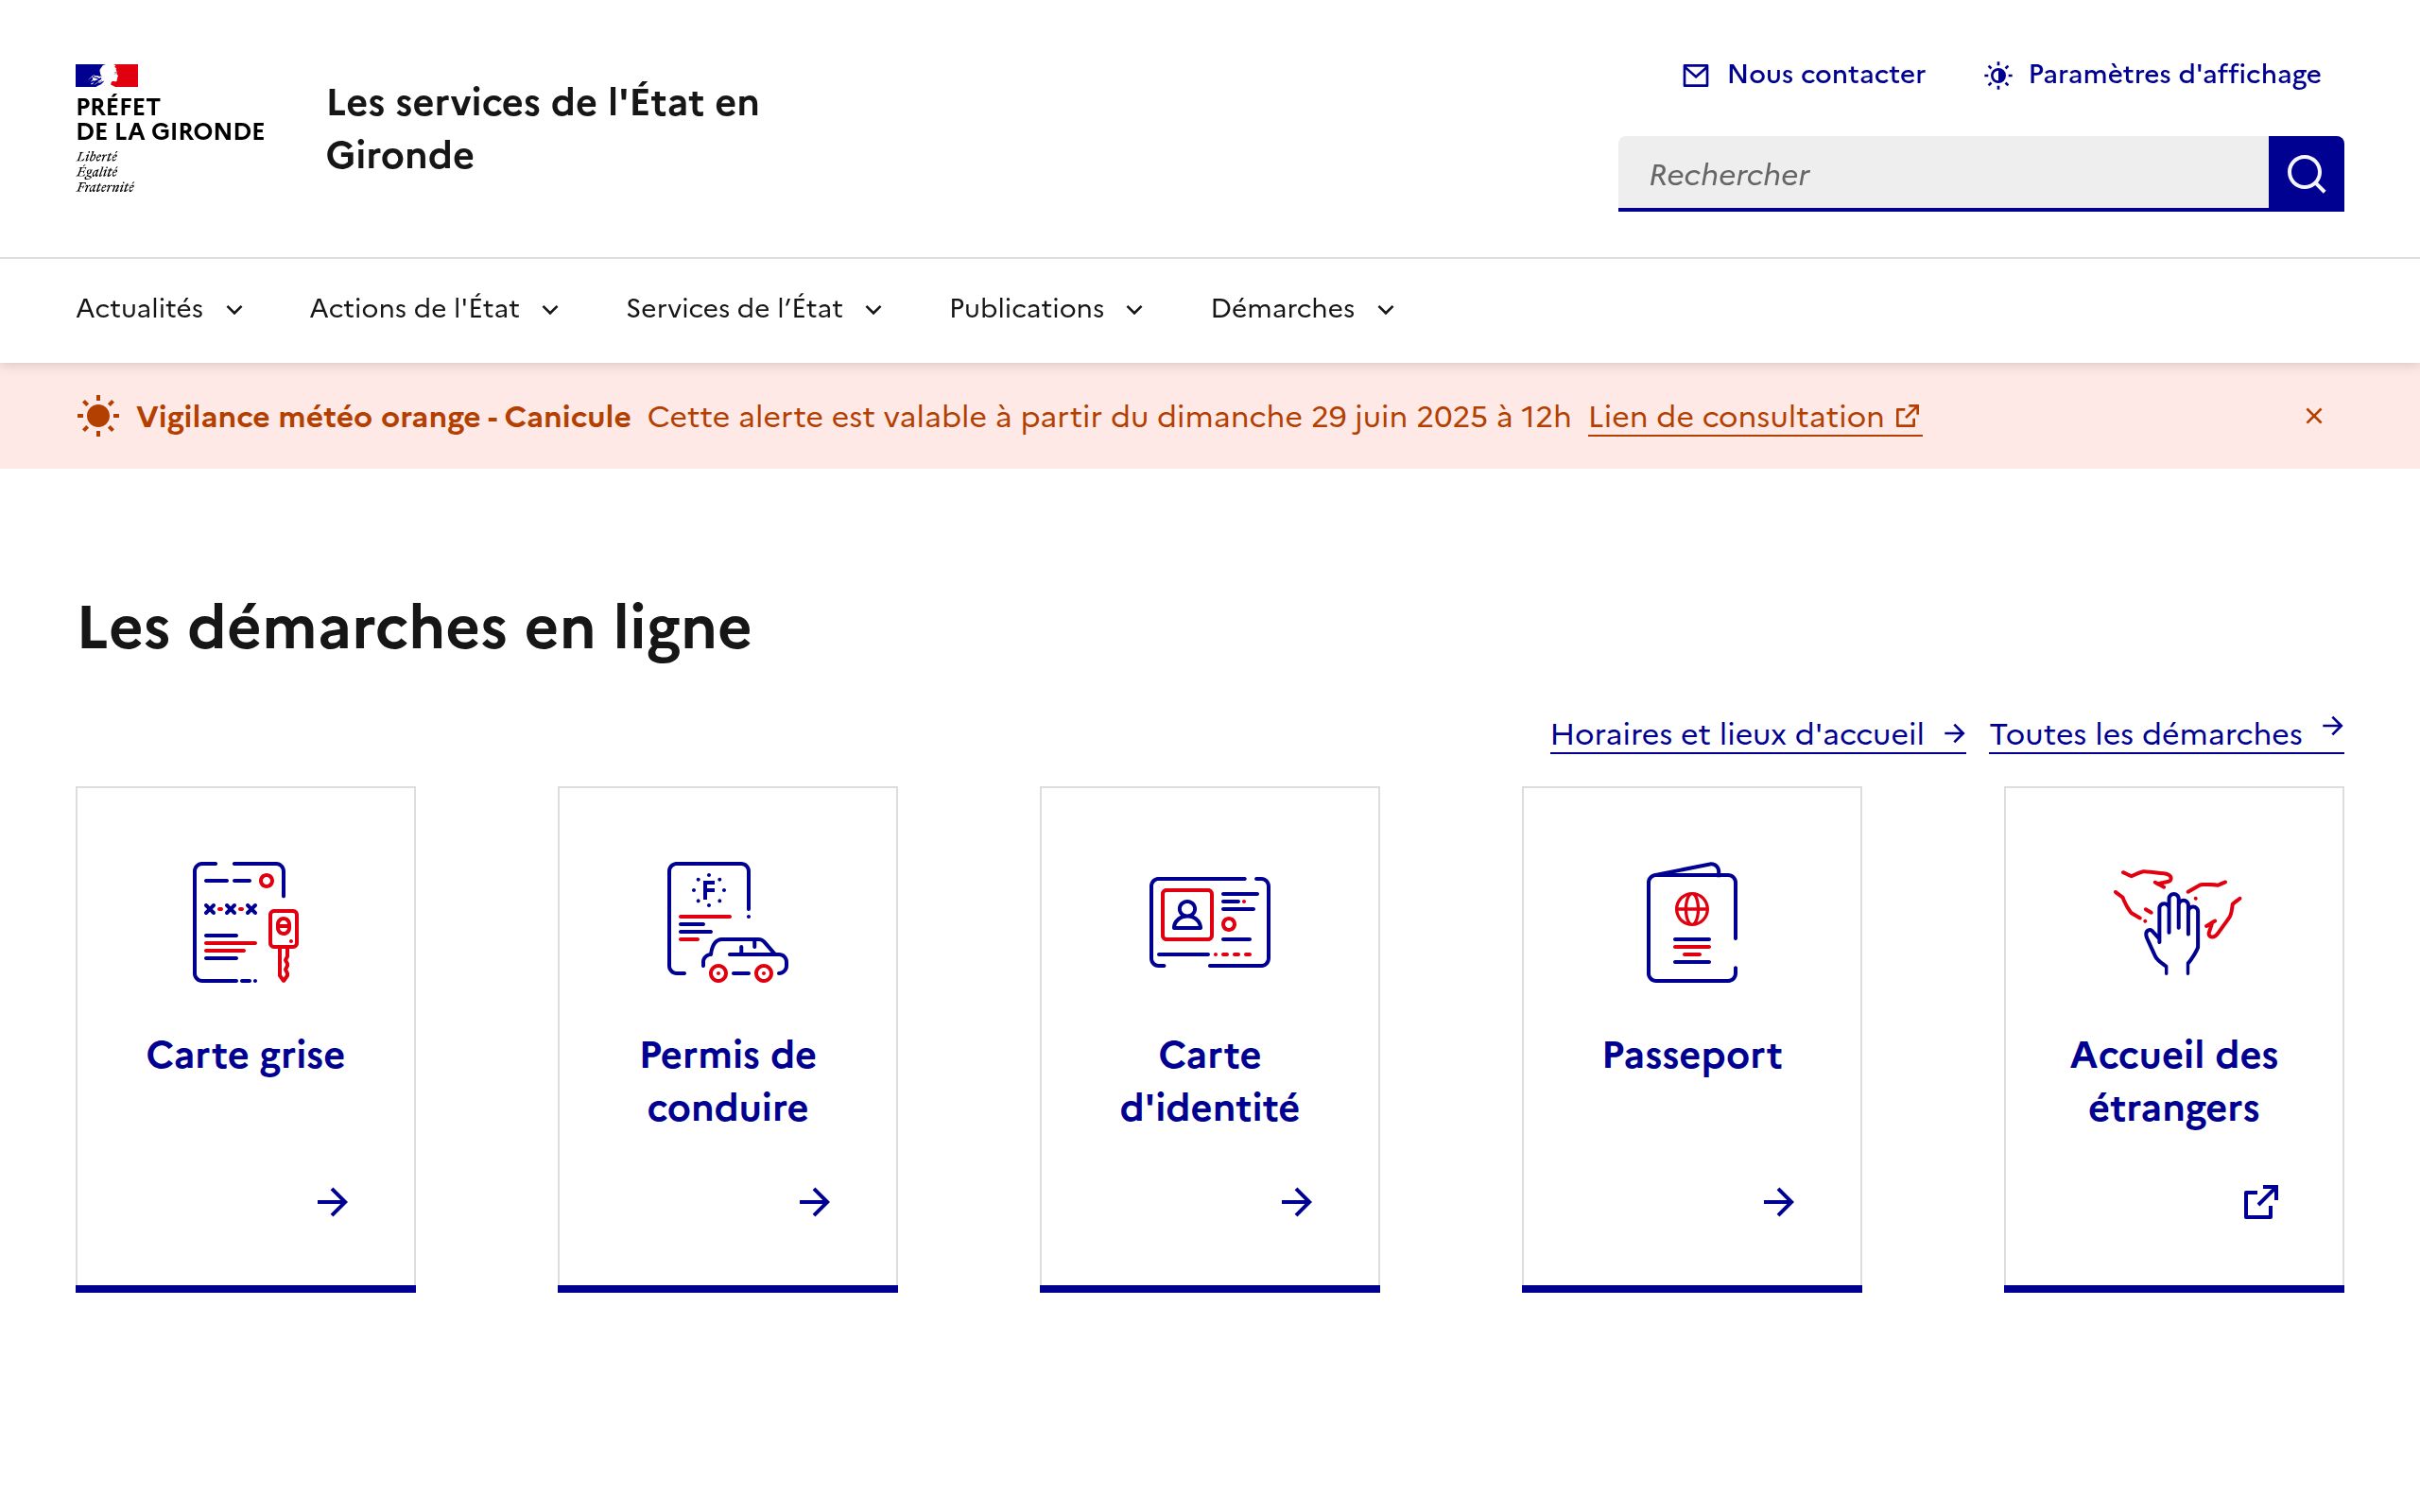 PRÉFET
DE LA GIRONDE
Liberté
Égalité
Fraternité
Les services de l'État en
Gironde
Nous contacter
Paramètres d'affichage
Rechercher
Actualités
Actions de l'État
Services de l’État
Publications
Démarches
Vigilance météo orange - Canicule Cette alerte est valable à partir du dimanche 29 juin 2025 à 12h Lien de consultation
Les démarches en ligne
Horaires et lieux d'accueil
Toutes les démarches
F
Carte grise
Permis de
conduire
Carte
d'identité
Passeport
Accueil des
étrangers